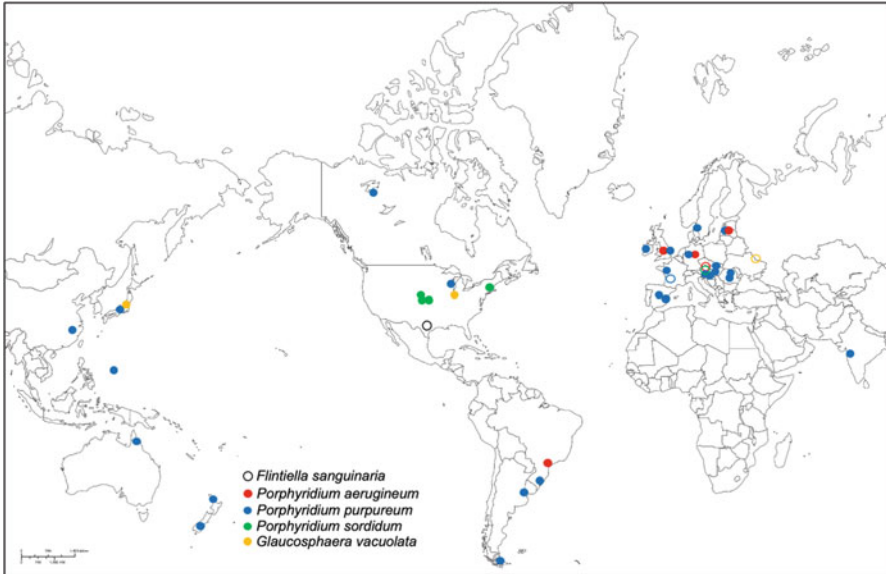 Flintiella sanguinaria
Porphyridium aerugineum
Porphyridium purpureum
Porphyridium sordidum
Glaucosphaera vacuolata